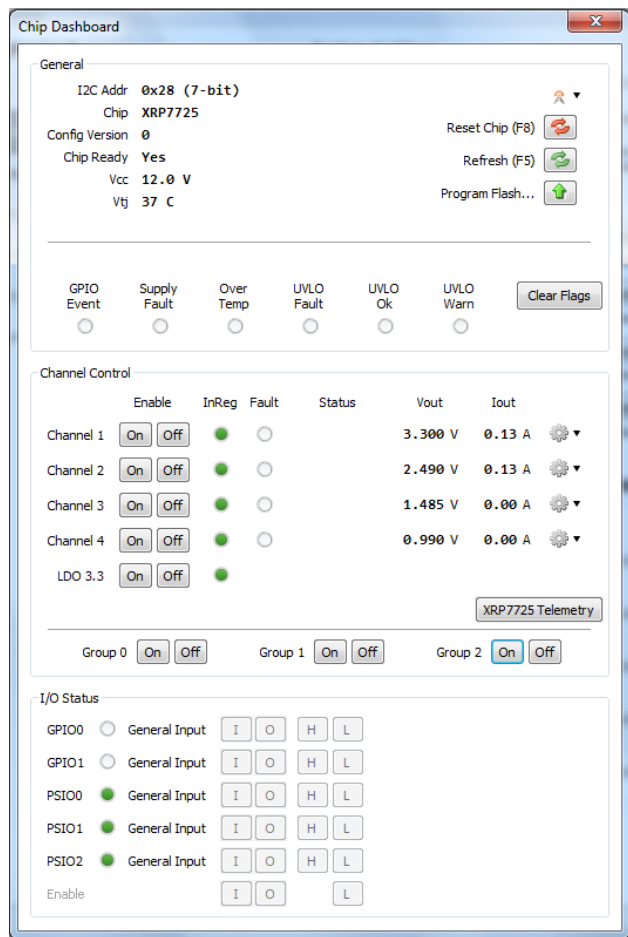 Chip Dashboard
General
I2C Addr 0x28 (7-bit)
Chip XRP7725
Config Version 0
Chip Ready Yes
Vcc 12.0 V
Vtj 37 C
Reset Chip (F8)
Refresh (F5)
Program Flash...
GPIO Event Supply Fault Over Temp UVLO Fault UVLO Ok UVLO Warn Clear Flags
Channel Control
Enable InReg Fault Status Vout Iout
Channel 1 On Off 3.300 V 0.13 A
Channel 2 On Off 2.490 V 0.13 A
Channel 3 On Off 1.485 V 0.00 A
Channel 4 On Off 0.990 V 0.00 A
LDO 3.3 On Off
XRP7725 Telemetry
Group 0 On Off Group 1 On Off Group 2 On Off
I/O Status
GPIO0 General Input I O H L
GPIO1 General Input I O H L
PSIO0 General Input I O H L
PSIO1 General Input I O H L
PSIO2 General Input I O H L
Enable I O L